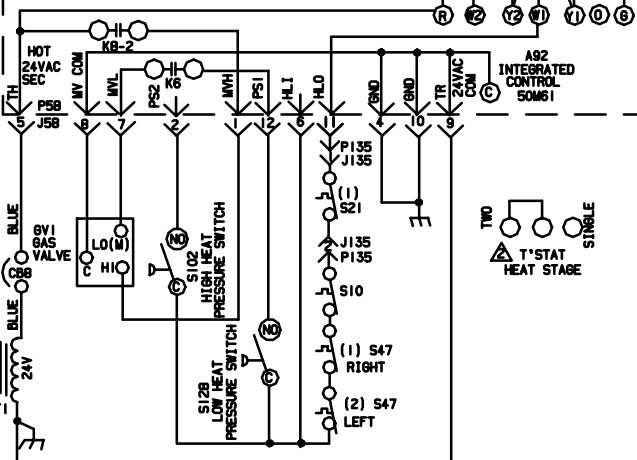 R W2 Y2 W1 Y1 O G
K8-2
HOT
24VAC
SEC
K6
A92
INTEGRATED
CONTROL
50M61
C
TH
MV COM
MVL
PS2
MVH
PS1
HLI
HLO
GND
GND
TR
24VAC
COM
P58
J58
5 8 7 2 1 12 6 11 4 10 9
P135
J135
(1)
S21
2
J135
P135
S10
(1) S47
RIGHT
(2) S47
LEFT
BLUE
GV1
GAS
VALVE
CBB
BLUE
24V
LO(M)
C
HI
NO
C
S102
HIGH HEAT
PRESSURE SWITCH
NO
C
S128
LOW HEAT
PRESSURE SWITCH
TWO
SINGLE
2
T'STAT
HEAT STAGE